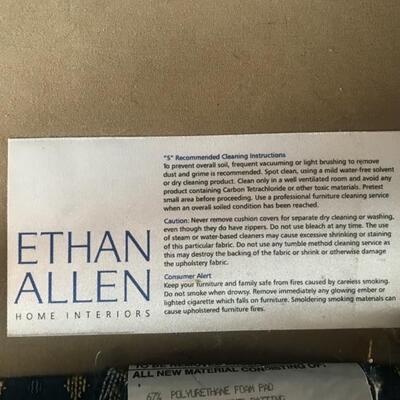 "S" Recommended Cleaning Instructions
To prevent overall soil, frequent vacuuming or light brushing to remove
dust and grime is recommended. Spot clean, using a mild water-free solvent
or dry cleaning product. Clean only in a well ventilated room and avoid any
product containing Carbon Tetrachloride or other toxic materials. Pretest
small area before proceeding. Use a professional furniture cleaning service
when an overall soiled condition has been reached.
Caution: Never remove cushion covers for separate dry cleaning or washing,
even though they do have zippers. Do not use bleach at any time. The use
of steam or water-based cleaners may cause excessive shrinking or staining
of this particular fabric. Do not use any tumble method cleaning service as
this may destroy the backing of the fabric or shrink or otherwise damage
the upholstery fabric.
Consumer Alert
Keep your furniture and family safe from fires caused by careless smoking.
Do not smoke when drowsy. Remove immediately any glowing ember or
lighted cigarette which falls on furniture. Smoldering smoking materials can
cause upholstered furniture fires.
ETHAN
ALLEN
HOME INTERIORS
ALL NEW MATERIAL CONSISTING OF:
67% POLYURETHANE FOAM PAD